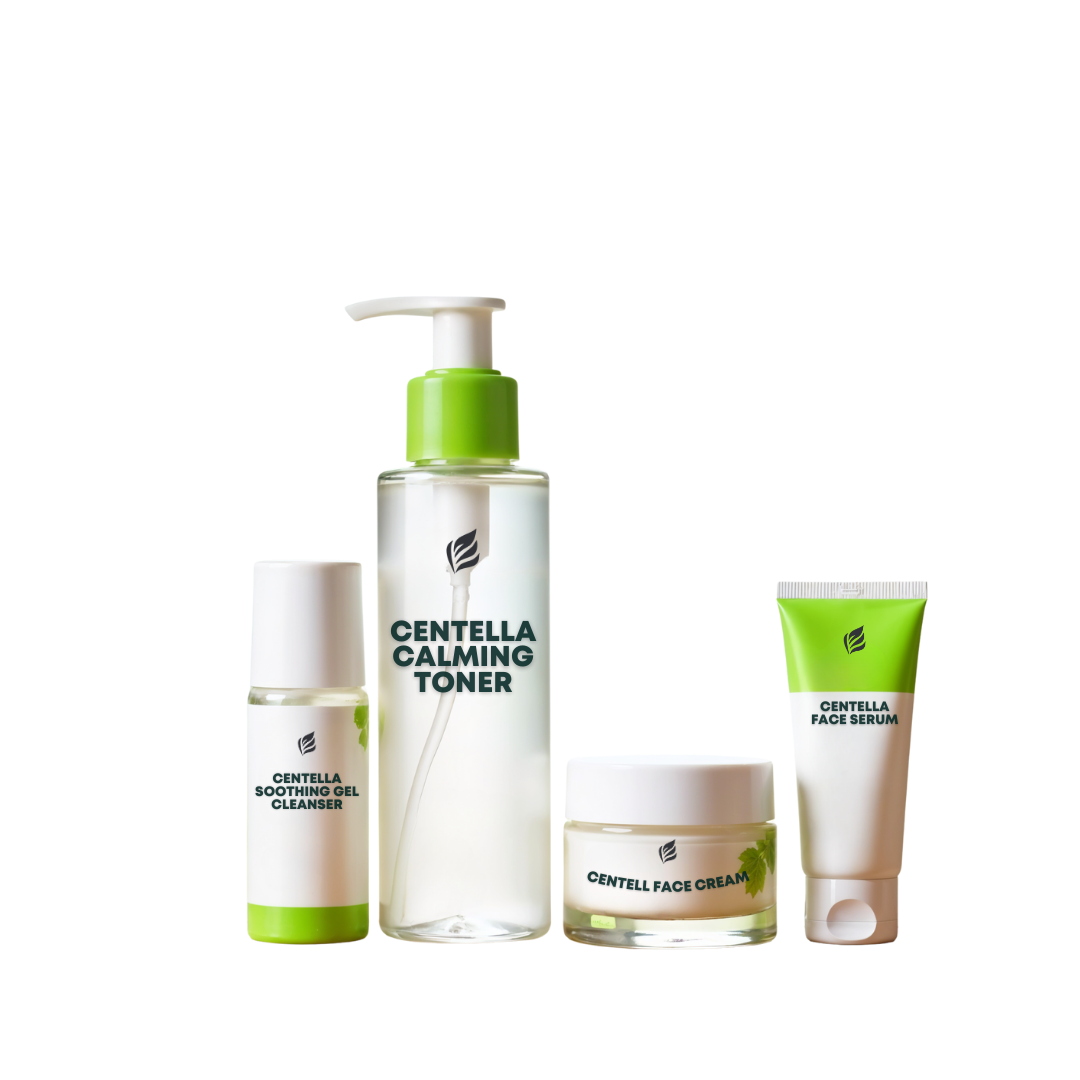 CENTELLA
SOOTHING GEL
CLEANSER
CENTELLA
CALMING
TONER
CENTELL FACE CREAM
CENTELLA
FACE SERUM